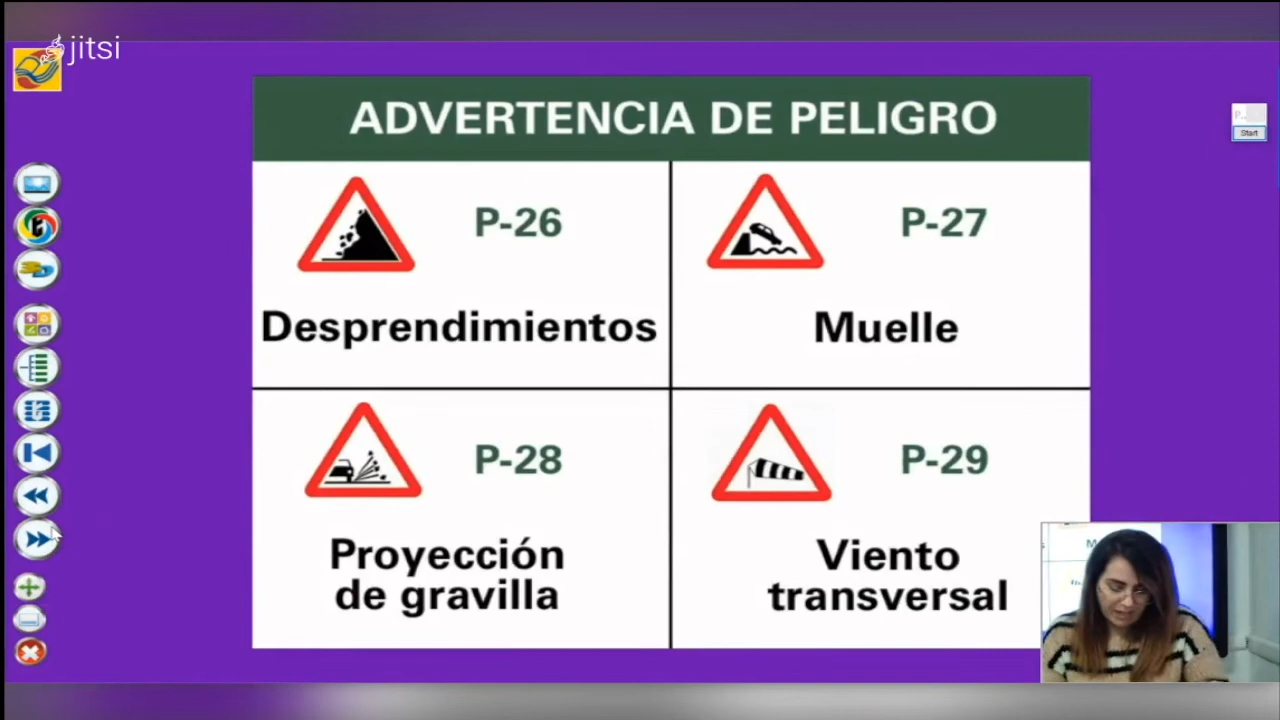 jitsi
ADVERTENCIA DE PELIGRO
P-26
P-27
Desprendimientos
Muelle
P-28
P-29
Proyección
de gravilla
Viento
transversal
Start